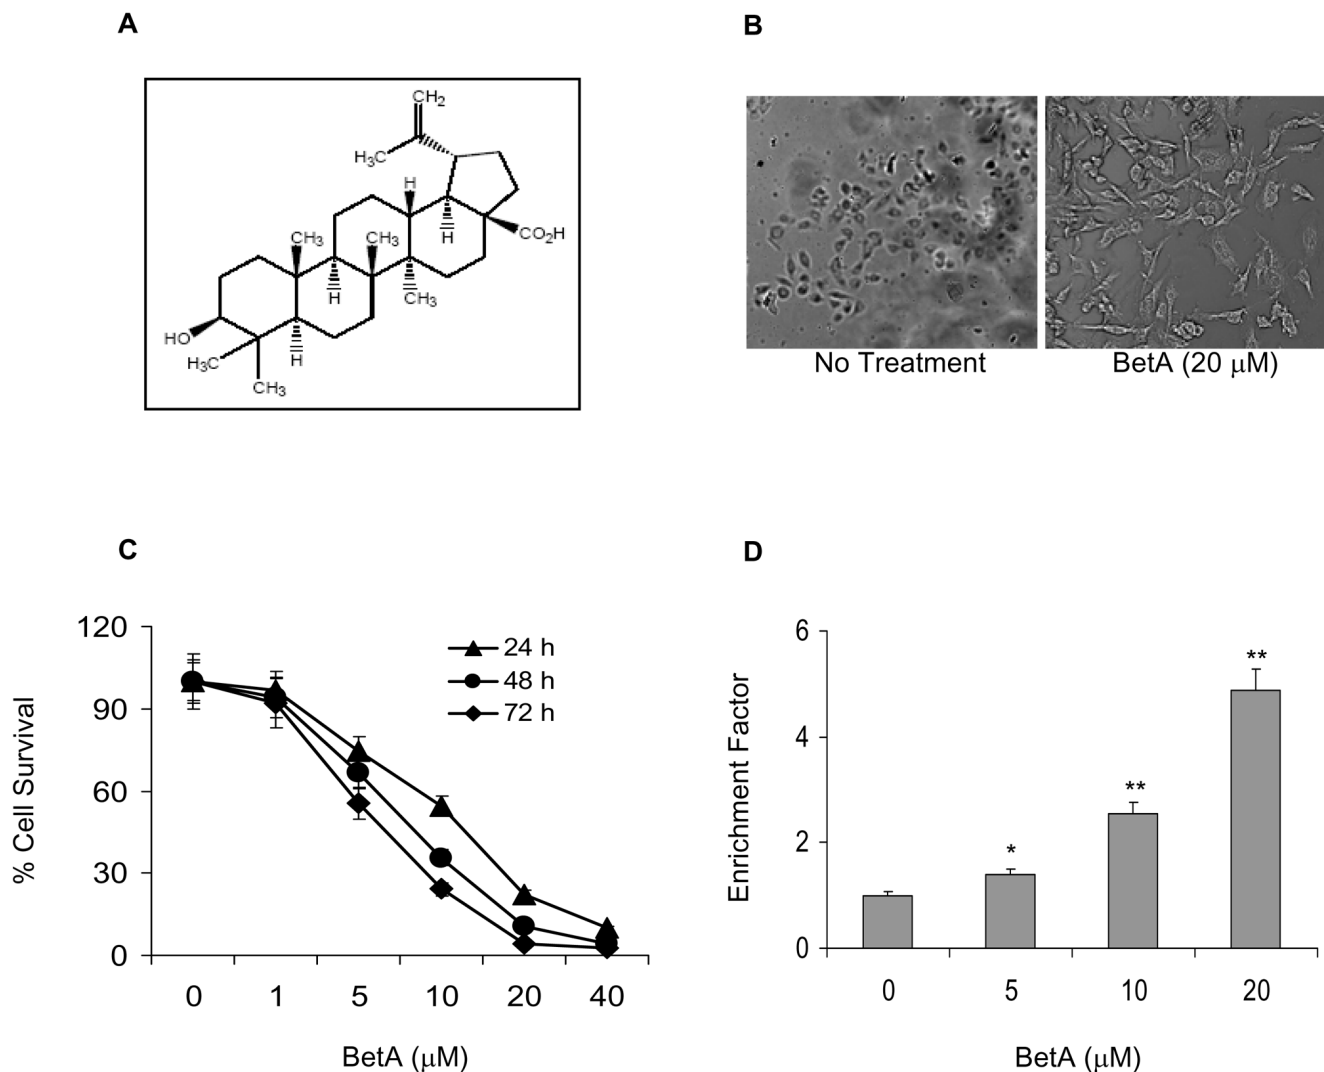 A
CH2
H3C
H
H
CO2H
CH3
CH3
H
CH3
HO
H3C
H
CH3
B
No Treatment
BetA (20 μM)
C
% Cell Survival
120
90
60
30
0
24 h
48 h
72 h
0 1 5 10 20 40
BetA (μM)
D
Enrichment Factor
6
4
2
0
*
**
**
0 5 10 20
BetA (μM)